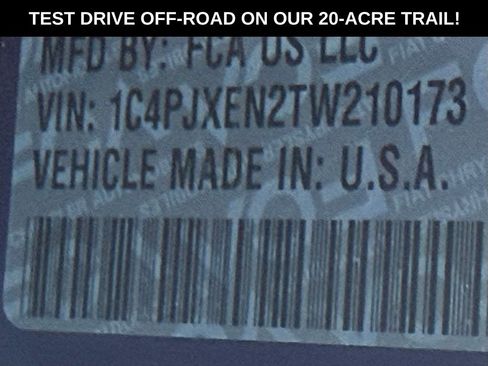 TEST DRIVE OFF-ROAD ON OUR 20-ACRE TRAIL!
MFD BY: FCA US LLC
VIN: 1C4PJXEN2TW210173
VEHICLE MADE IN: U.S.A.